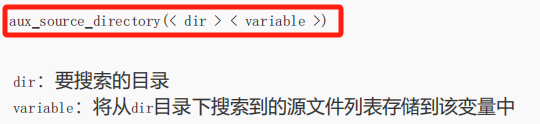 aux_source_directory(< dir > < variable >)
dir：要搜索的目录
variable：将从dir目录下搜索到的源文件列表存储到该变量中